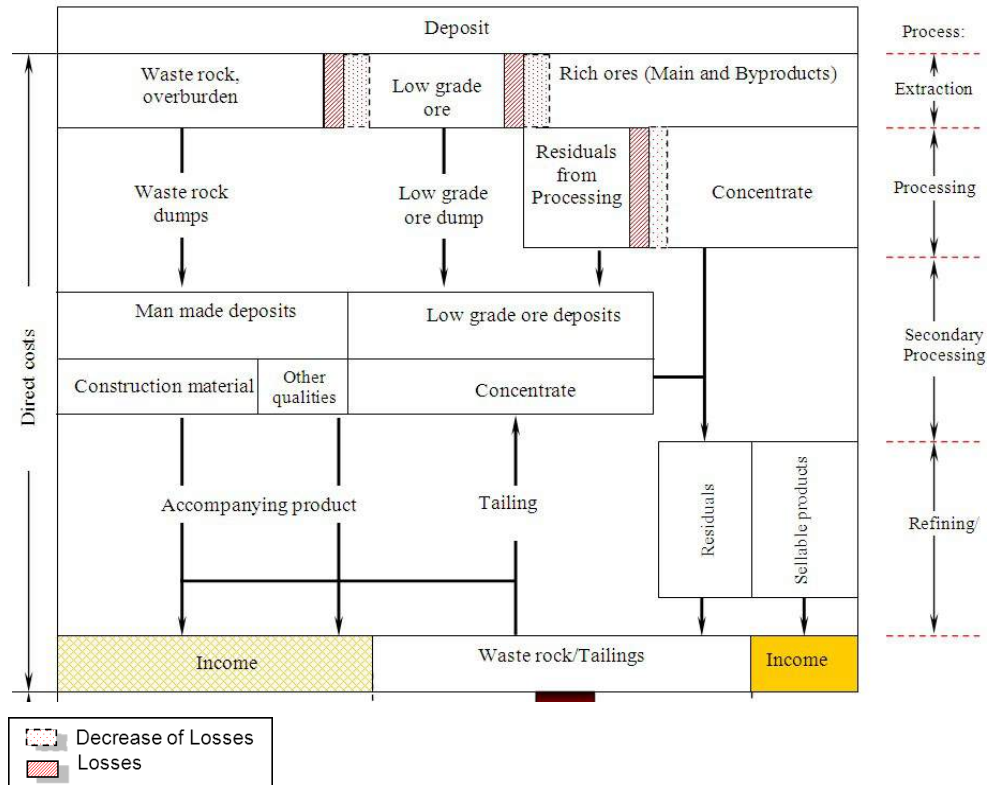 Deposit
Process:
Waste rock,
overburden
Low grade
ore
Rich ores (Main and Byproducts)
Extraction
Waste rock
dumps
Low grade
ore dump
Residuals
from
Processing
Concentrate
Processing
Direct costs
Man made deposits
Low grade ore deposits
Secondary
Processing
Construction material
Other
qualities
Concentrate
Accompanying product
Tailing
Residuals
Sellable products
Refining/
Income
Waste rock/Tailings
Income
Decrease of Losses
Losses